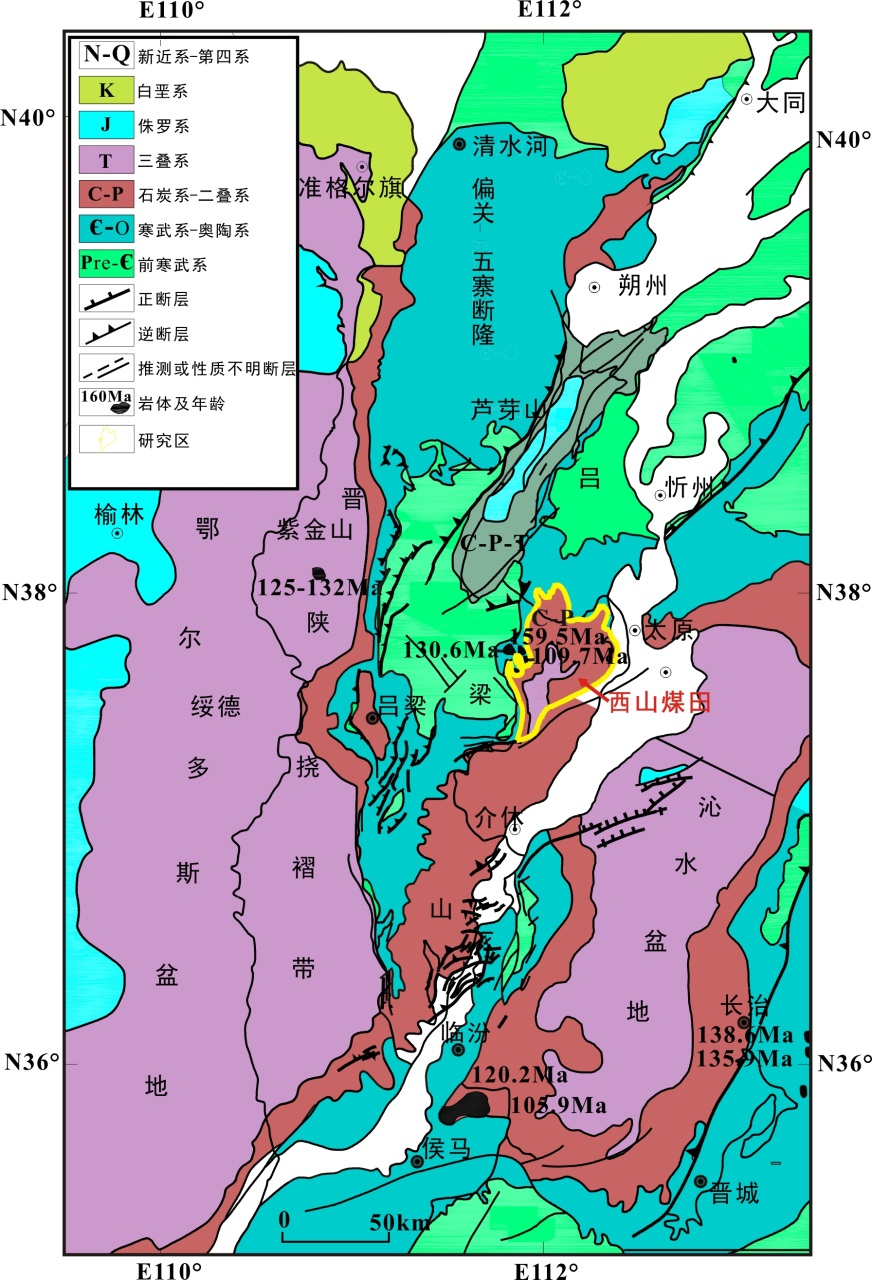 E110°
E112°
N-Q 新近系-第四系
K 白垩系
J 侏罗系
T 三叠系
C-P 石炭系-二叠系
Є-O 寒武系-奥陶系
Pre-Є 前寒武系
正断层
逆断层
推测或性质不明断层
160Ma 岩体及年龄
研究区
N40°
N40°
大同
清水河
准格尔旗
偏关-五寨断隆
Є-O
朔州
Є-O
芦芽山
吕
忻州
榆林
鄂
紫金山
晋
C-P-T
125-132Ma
N38°
N38°
尔
陕
C-P
159.5Ma
太原
130.6Ma
109.7Ma
绥德
吕梁
梁
西山煤田
多
挠
沁
介休
水
斯
褶
山
盆
盆
带
地
长治
临汾
138.6Ma
135.9Ma
N36°
N36°
地
120.2Ma
105.9Ma
侯马
晋城
0
50km
E110°
E112°